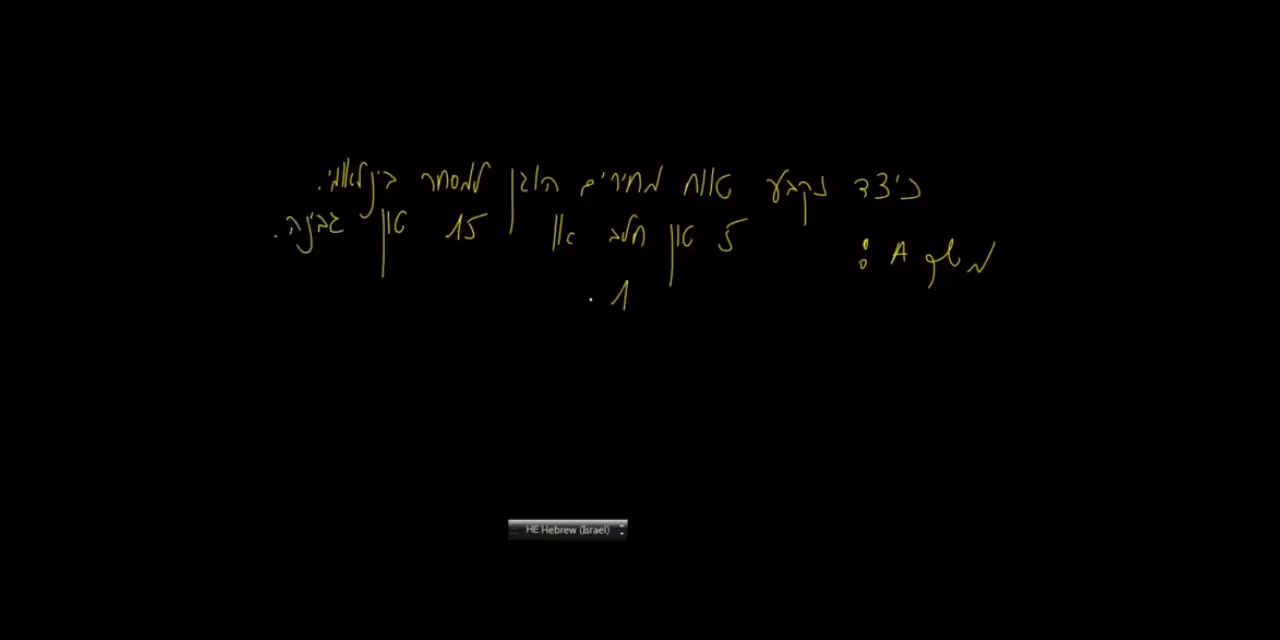 כיצד נקבע טווח מחירים הוגן למסחר בינלאומי.
משק A : 5 טון חלב או 15 טון גבינה.
1 .
HE Hebrew (Israel)